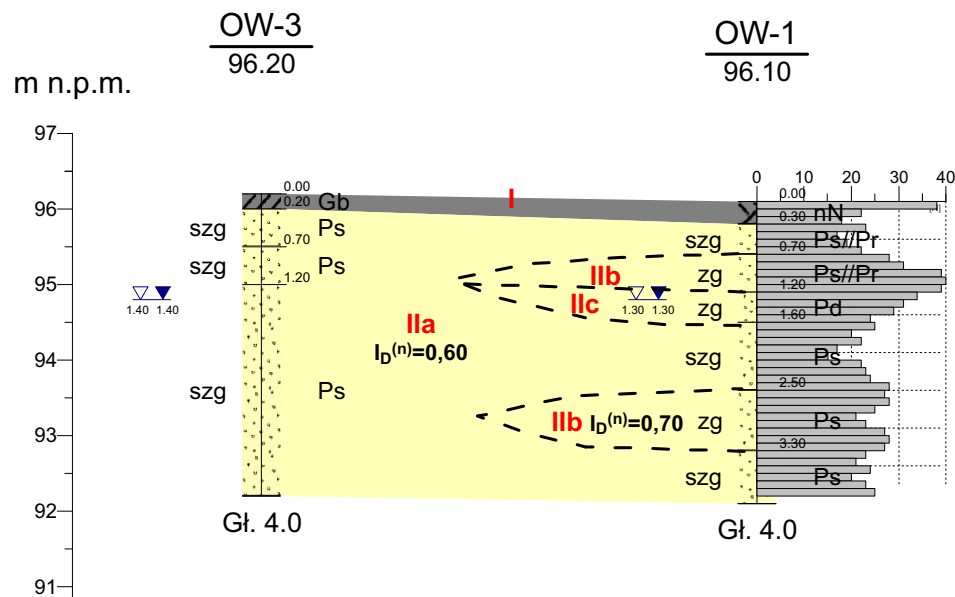 OW-3
96.20
OW-1
96.10
m n.p.m.
97
96
95
94
93
92
91
0 10 20 30 40
0.00
0.20
Gb
szg
Ps
0.70
szg
Ps
1.20
1.40 1.40
szg
Ps
Gł. 4.0
I
IIa
I_D^(n)=0,60
IIb
IIc
1.30 1.30
IIb I_D^(n)=0,70
0.00
0.30
nN
szg
Ps//Pr
0.70
zg
Ps//Pr
1.20
zg
Pd
1.60
szg
Ps
2.50
zg
Ps
3.30
szg
Ps
Gł. 4.0